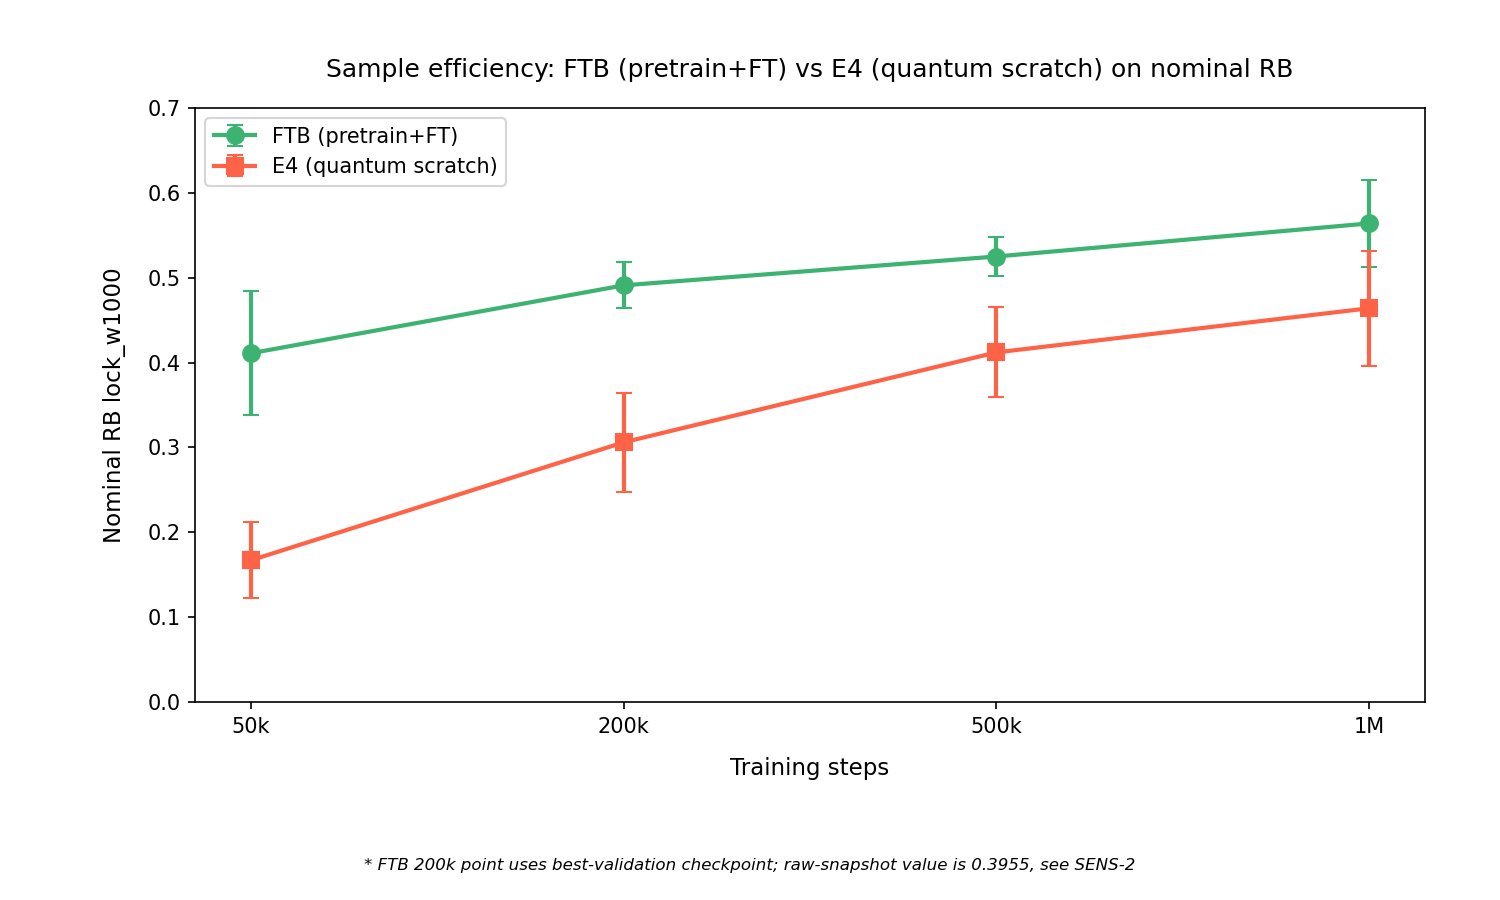 Sample efficiency: FTB (pretrain+FT) vs E4 (quantum scratch) on nominal RB
FTB (pretrain+FT)
E4 (quantum scratch)
Nominal RB lock_w1000
0.7
0.6
0.5
0.4
0.3
0.2
0.1
0.0
50k 200k 500k 1M
Training steps
* FTB 200k point uses best-validation checkpoint; raw-snapshot value is 0.3955, see SENS-2